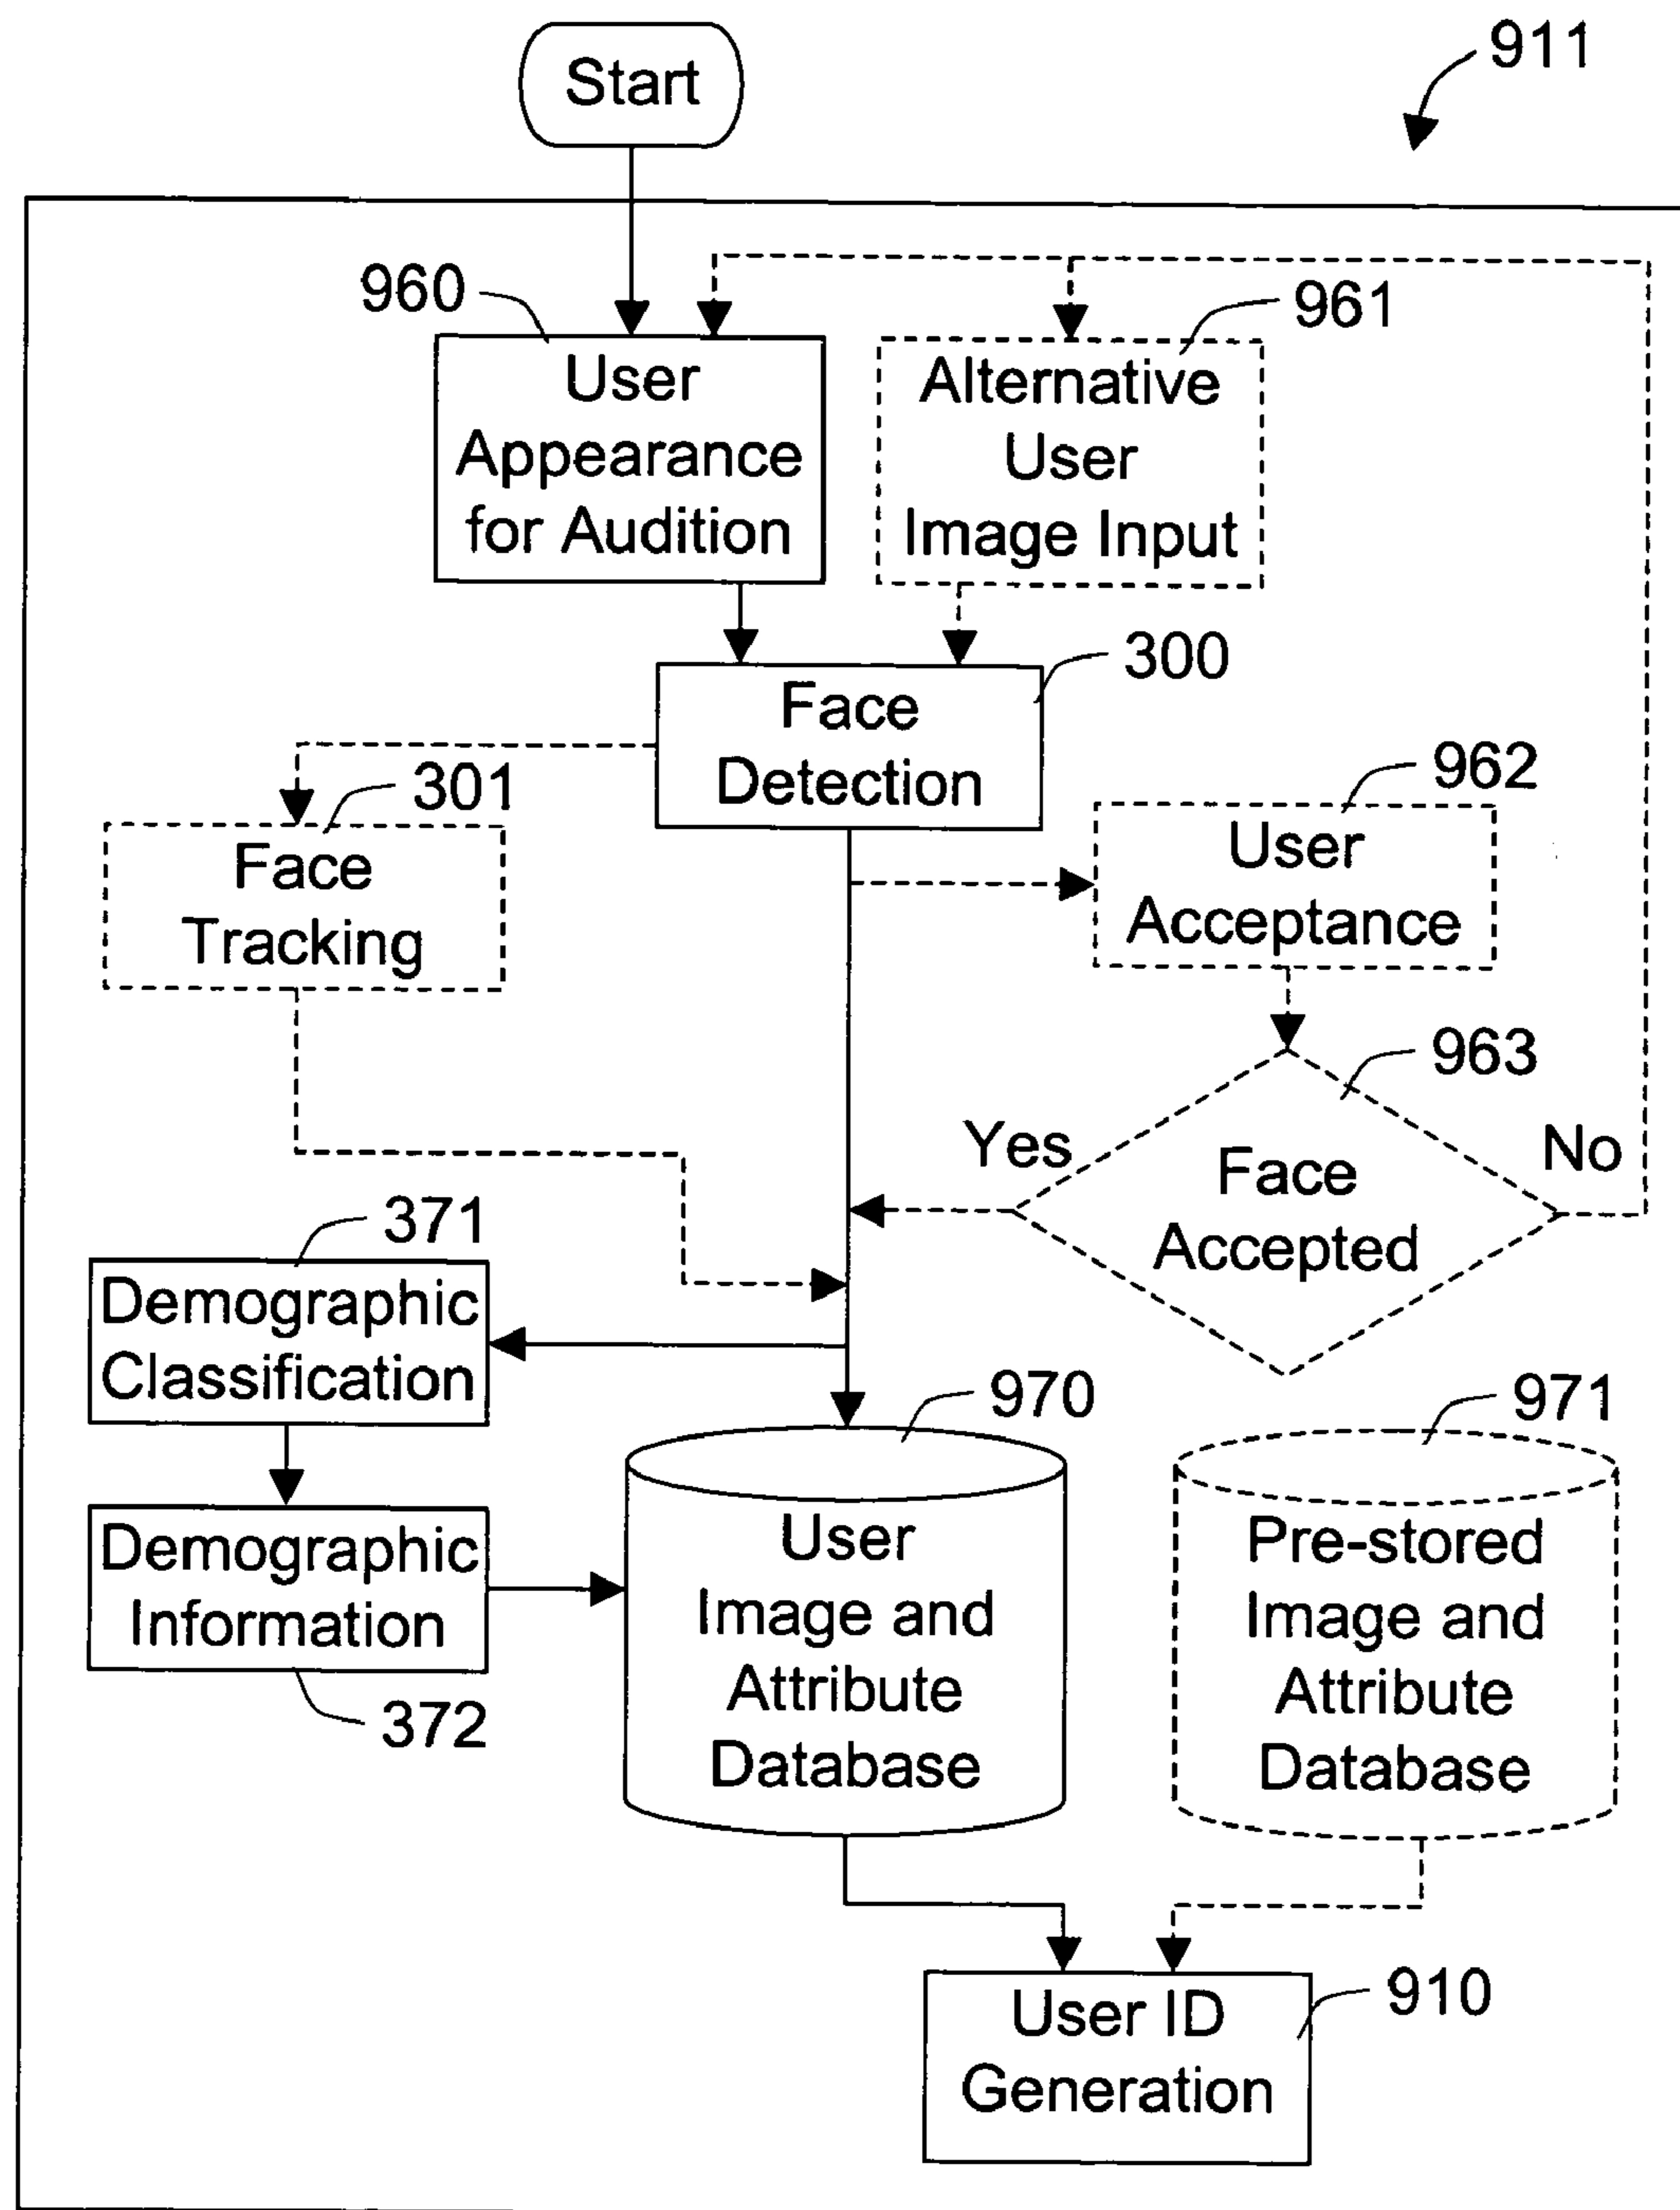 Start
911
960
User
Appearance
for Audition
961
Alternative
User
Image Input
300
Face
Detection
301
Face
Tracking
962
User
Acceptance
963
Yes
Face
Accepted
No
371
Demographic
Classification
Demographic
Information
372
970
User
Image and
Attribute
Database
971
Pre-stored
Image and
Attribute
Database
910
User ID
Generation